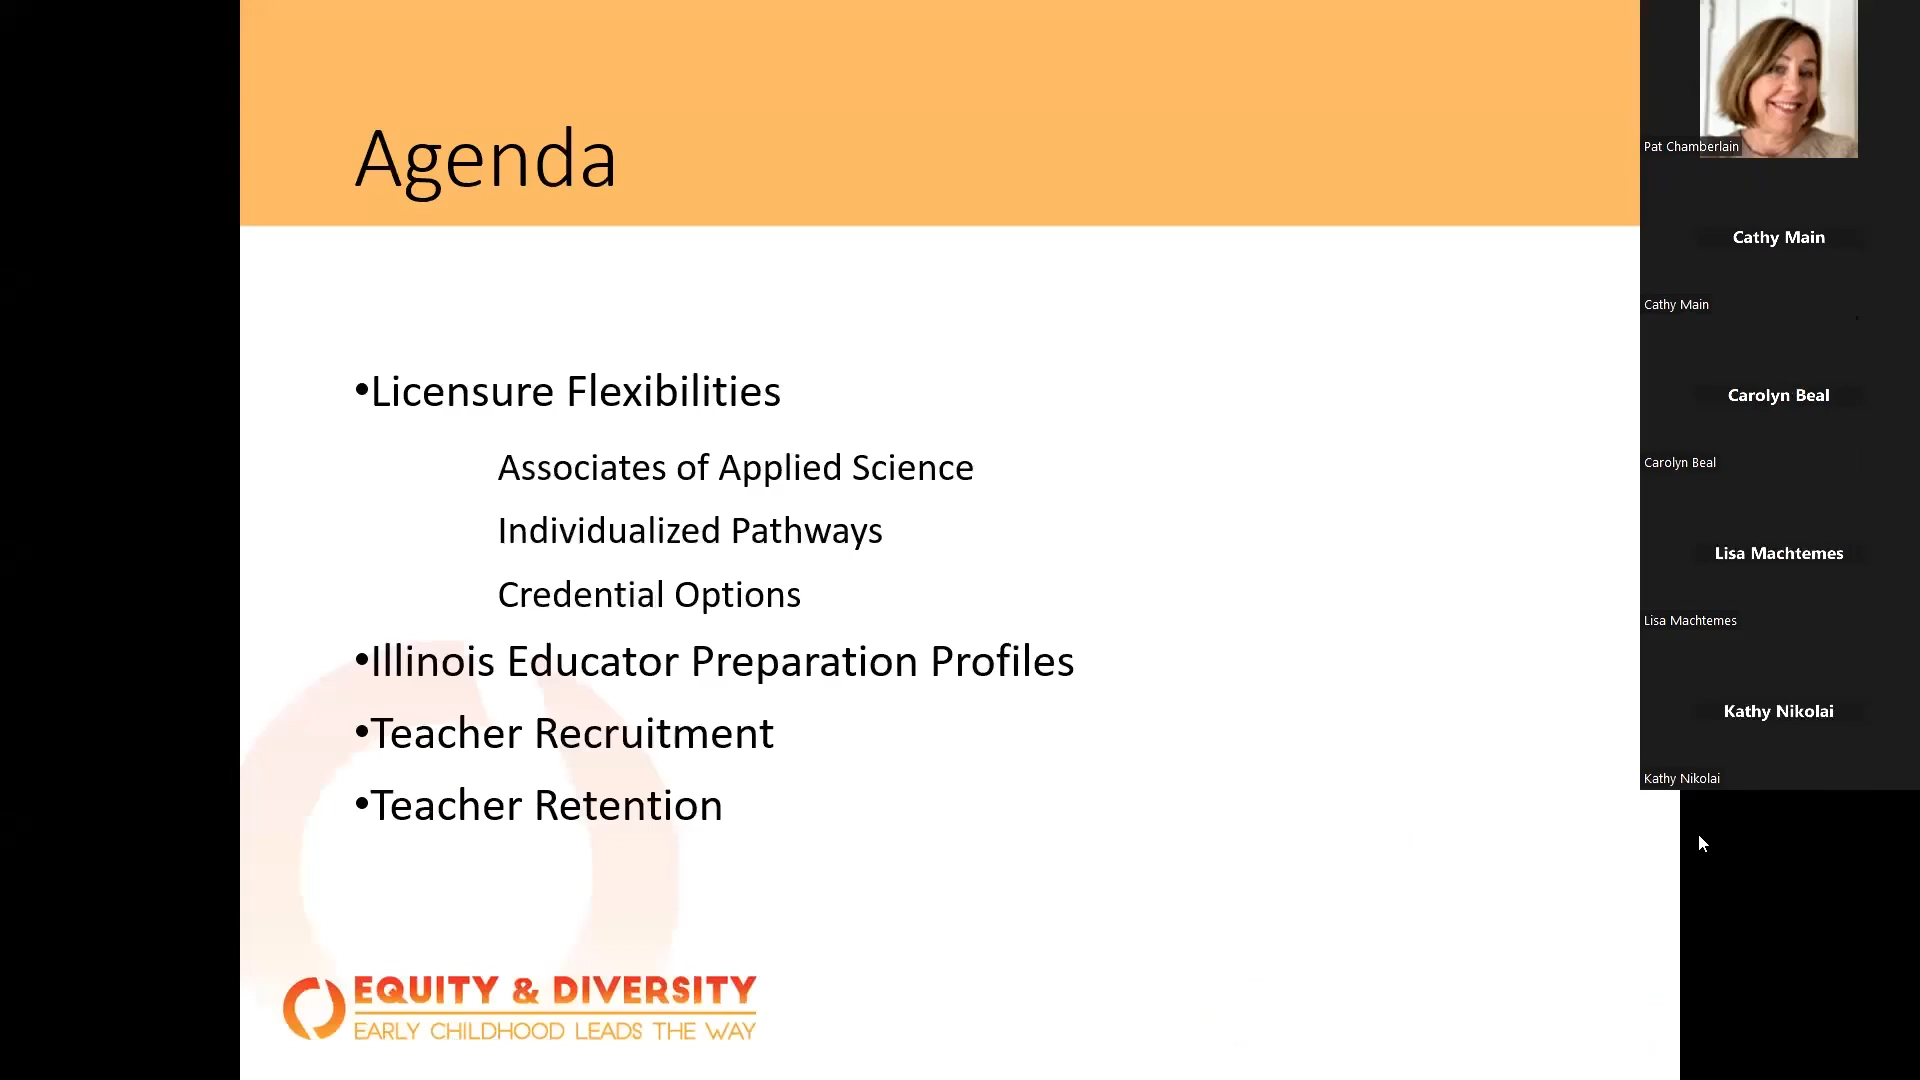 Agenda
•Licensure Flexibilities
Associates of Applied Science
Individualized Pathways
Credential Options
•Illinois Educator Preparation Profiles
•Teacher Recruitment
•Teacher Retention
EQUITY & DIVERSITY
EARLY CHILDHOOD LEADS THE WAY
Pat Chamberlain
Cathy Main
Cathy Main
Carolyn Beal
Carolyn Beal
Lisa Machtemes
Lisa Machtemes
Kathy Nikolai
Kathy Nikolai